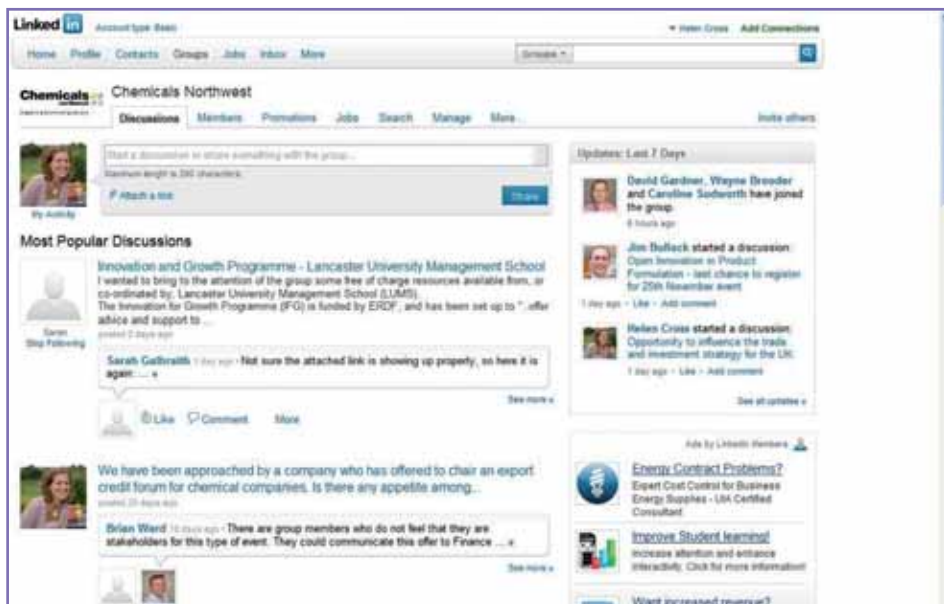 Linked in Account type: Basic
Helen Cross Add Connections
Home Profile Contacts Groups Jobs Inbox More
Groups
Chemicals
Chemicals Northwest
Discussions Members Promotions Jobs Search Manage More...
Invite others
Start a discussion or share something with the group...
Maximum length is 200 characters.
Attach a link
Share
My Activity
Most Popular Discussions
Innovation and Growth Programme - Lancaster University Management School
I wanted to bring to the attention of the group some free of charge resources available from, or
co-ordinated by, Lancaster University Management School (LUMS).
The Innovation for Growth Programme (IFG) is funded by ERDF, and has been set up to "..offer
advice and support to ...
posted 2 days ago
Sarah
Stop Following
Sarah Galbraith 1 day ago • Not sure the attached link is showing up properly, so here it is
again: ... »
See more »
Like Comment More
We have been approached by a company who has offered to chair an export
credit forum for chemical companies. Is there any appetite among...
posted 20 days ago
Brian Ward days ago • There are group members who do not feel that they are
stakeholders for this type of event. They could communicate this offer to Finance ... »
See more »
Updates: Last 7 Days
David Gardner, Wayne Brooder
and Caroline Sudworth have joined
the group.
6 hours ago
Jim Bullock started a discussion:
Open Innovation in Product
Formulation - last chance to register
for 25th November event
1 day ago • Like • Add comment
Helen Cross started a discussion:
Opportunity to influence the trade
and investment strategy for the UK
1 day ago • Like • Add comment
See all updates »
Ads by LinkedIn Members
Energy Contract Problems?
Expert Cost Control for Business
Energy Supplies - UIA Certified
Consultant
Improve Student learning!
Increase attention and enhance
interactivity. Click for more information!
Want increased revenue?